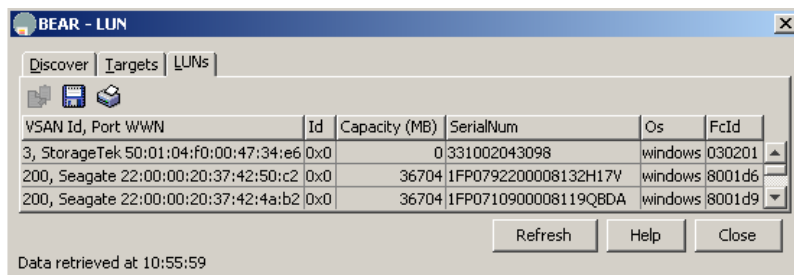 BEAR - LUN
Discover Targets LUNs
VSAN Id, Port WWN Id Capacity (MB) SerialNum Os FcId
3, StorageTek 50:01:04:f0:00:47:34:e6 0x0 0 331002043098 windows 030201
200, Seagate 22:00:00:20:37:42:50:c2 0x0 36704 1FP0792200008132H17V windows 8001d6
200, Seagate 22:00:00:20:37:42:4a:b2 0x0 36704 1FP0710900008119QBDA windows 8001d9
Refresh Help Close
Data retrieved at 10:55:59